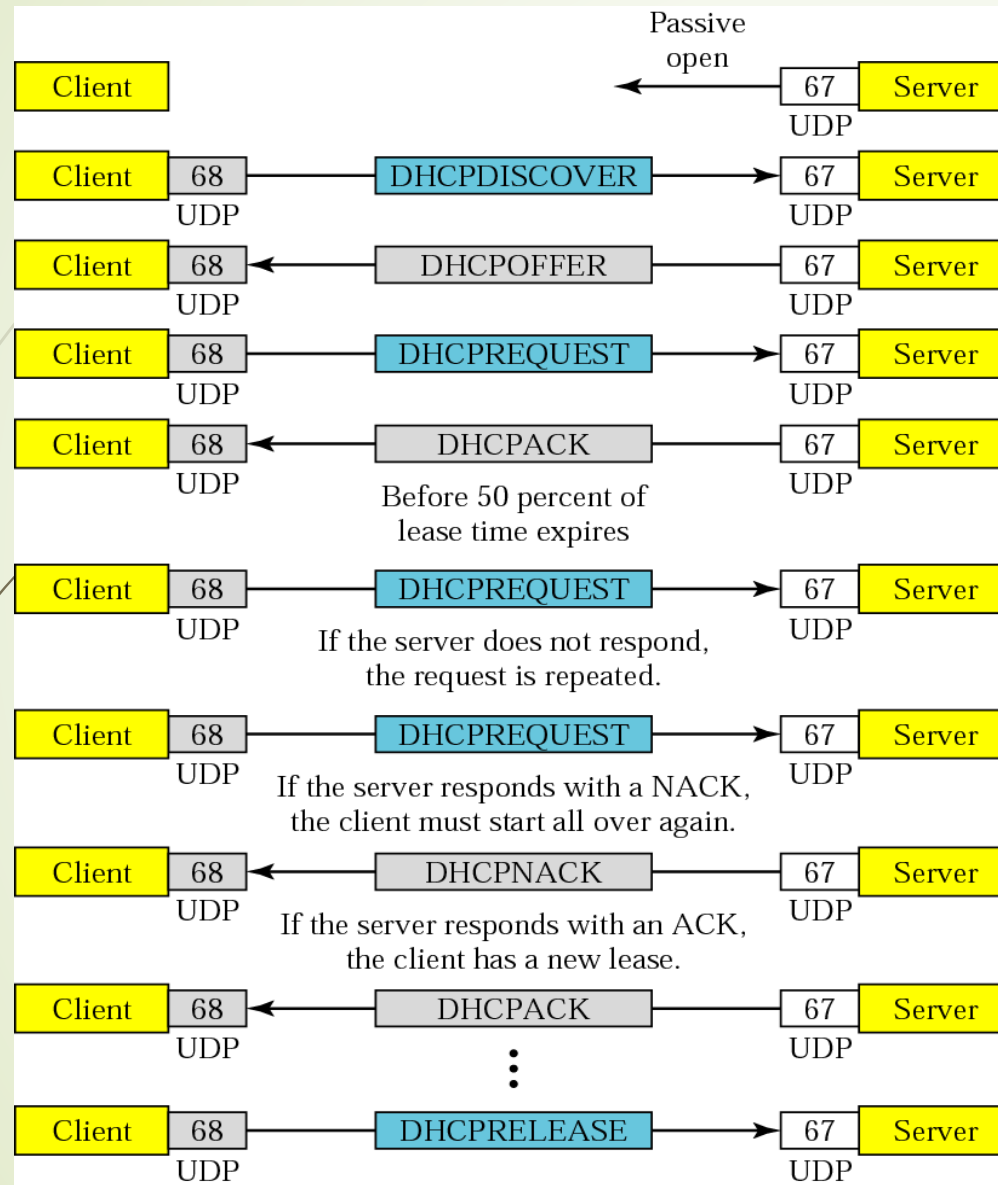 Passive
open
Client 67 Server
UDP
Client 68 DHCPDISCOVER 67 Server
UDP UDP
Client 68 DHCPOFFER 67 Server
UDP UDP
Client 68 DHCPREQUEST 67 Server
UDP UDP
Client 68 DHCPACK 67 Server
UDP UDP
Before 50 percent of
lease time expires
Client 68 DHCPREQUEST 67 Server
UDP UDP
If the server does not respond,
the request is repeated.
Client 68 DHCPREQUEST 67 Server
UDP UDP
If the server responds with a NACK,
the client must start all over again.
Client 68 DHCPNACK 67 Server
UDP UDP
If the server responds with an ACK,
the client has a new lease.
Client 68 DHCPACK 67 Server
UDP UDP
Client 68 DHCPRELEASE 67 Server
UDP UDP